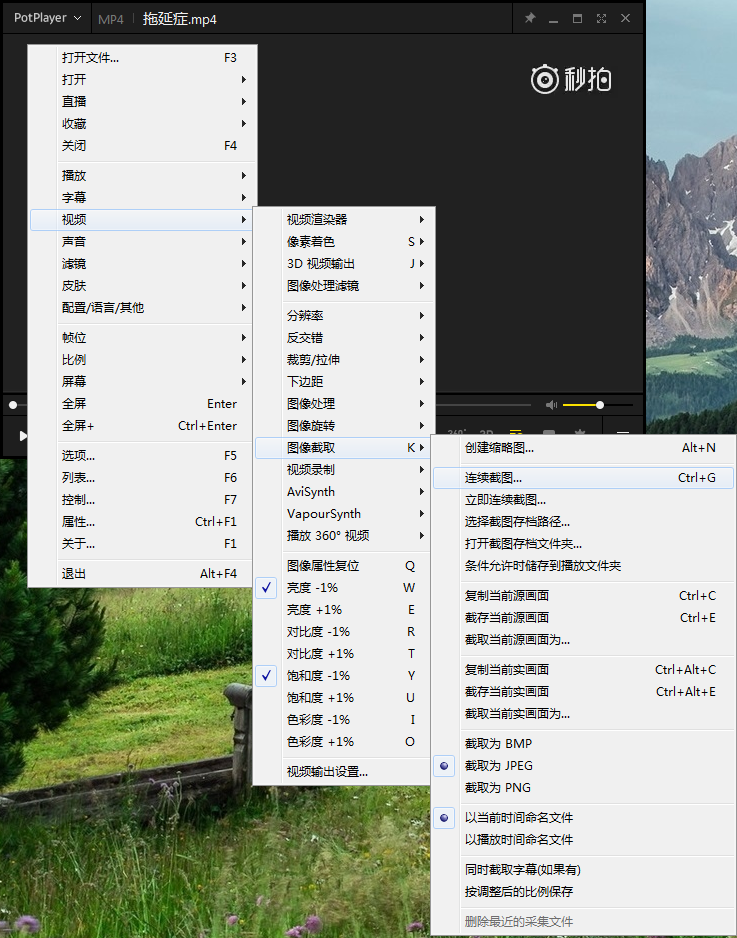 PotPlayer MP4 拖延症.mp4
秒拍
打开文件... F3
打开
直播
收藏
关闭 F4
播放
字幕
视频
声音
滤镜
皮肤
配置/语言/其他
帧位
比例
屏幕
全屏 Enter
全屏+ Ctrl+Enter
选项... F5
列表... F6
控制... F7
属性... Ctrl+F1
关于... F1
退出 Alt+F4
视频渲染器
像素着色 S
3D 视频输出 J
图像处理滤镜
分辨率
反交错
裁剪/拉伸
下边距
图像处理
图像旋转
图像截取 K
视频录制
AviSynth
VapourSynth
播放 360° 视频
图像属性复位 Q
亮度 -1% W
亮度 +1% E
对比度 -1% R
对比度 +1% T
饱和度 -1% Y
饱和度 +1% U
色彩度 -1% I
色彩度 +1% O
视频输出设置...
创建缩略图... Alt+N
连续截图... Ctrl+G
立即连续截图...
选择截图存档路径...
打开截图存档文件夹...
条件允许时储存到播放文件夹
复制当前源画面 Ctrl+C
截存当前源画面 Ctrl+E
截取当前源画面为...
复制当前实画面 Ctrl+Alt+C
截存当前实画面 Ctrl+Alt+E
截取当前实画面为...
截取为 BMP
截取为 JPEG
截取为 PNG
以当前时间命名文件
以播放时间命名文件
同时截取字幕(如果有)
按调整后的比例保存
删除最近的采集文件